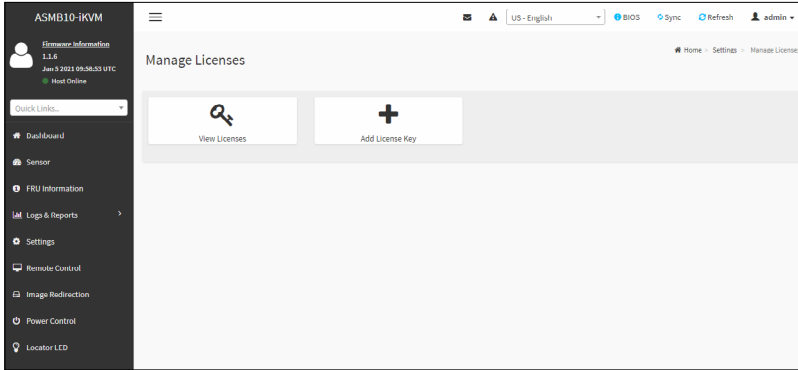 ASMB10-iKVM
Firmware Information
1.1.6
Jan 5 2021 09:58:53 UTC
Host Online
Quick Links..
Dashboard
Sensor
FRU Information
Logs & Reports
Settings
Remote Control
Image Redirection
Power Control
Locator LED
US - English
BIOS
Sync
Refresh
admin
Manage Licenses
Home > Settings > Manage Licenses
View Licenses
Add License Key